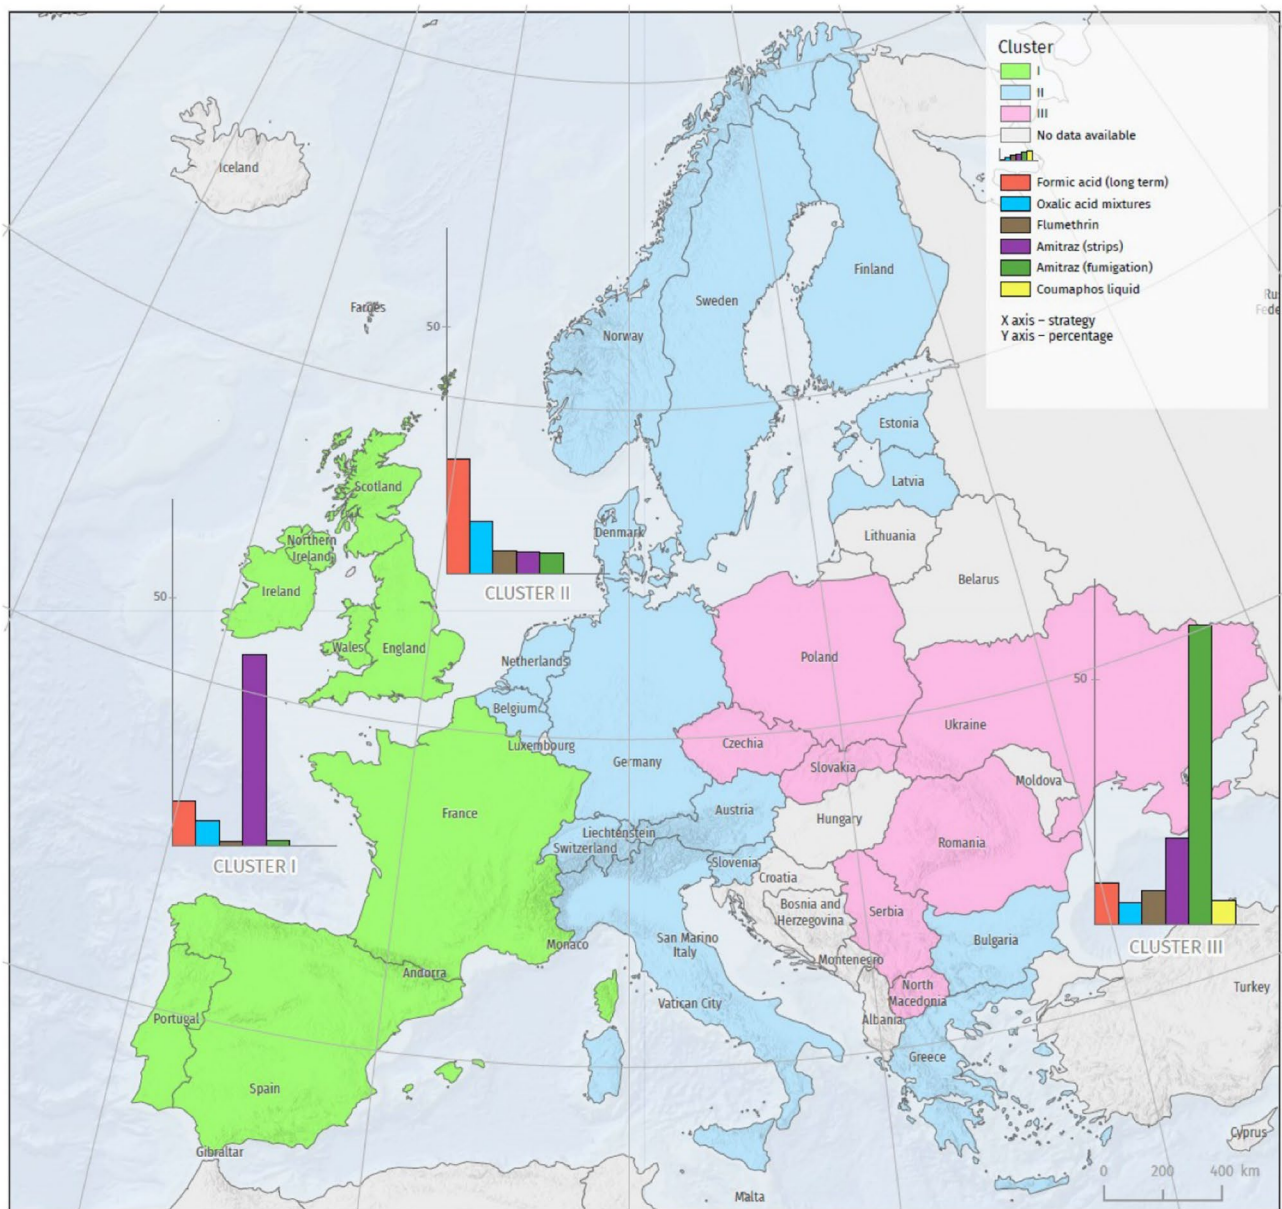 Cluster
I
II
III
No data available
Formic acid (long term)
Oxalic acid mixtures
Flumethrin
Amitraz (strips)
Amitraz (fumigation)
Coumaphos liquid
X axis – strategy
Y axis – percentage
Iceland
Faroes
50
Finland
Sweden
Norway
Estonia
Latvia
Scotland
Denmark
Lithuania
Northern
Ireland
Belarus
Ireland
CLUSTER II
50
Wales
England
Netherlands
Poland
50
Belgium
Ukraine
Luxembourg
Czechia
Germany
Slovakia
Moldova
France
Austria
Hungary
Liechtenstein
Switzerland
Romania
CLUSTER I
Slovenia
Croatia
Bosnia and
Herzegovina
Serbia
Monaco
San Marino
Italy
Bulgaria
CLUSTER III
Andorra
Montenegro
North
Macedonia
Turkey
Vatican City
Portugal
Albania
Spain
Greece
Gibraltar
Cyprus
0 200 400 km
Malta